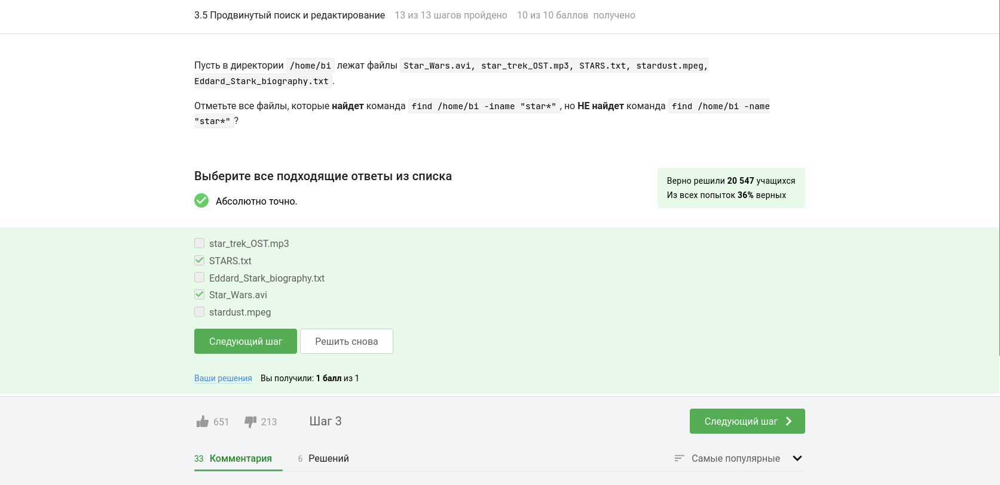 3.5 Продвинутый поиск и редактирование 13 из 13 шагов пройдено 10 из 10 баллов получено
Пусть в директории /home/bi лежат файлы Star_Wars.avi, star_trek_OST.mp3, STARS.txt, stardust.mpeg,
Eddard_Stark_biography.txt.
Отметьте все файлы, которые найдет команда find /home/bi -iname "star*", но НЕ найдет команда find /home/bi -name
"star*"?
Выберите все подходящие ответы из списка
Верно решили 20 547 учащихся
Из всех попыток 36% верных
Абсолютно точно.
star_trek_OST.mp3
STARS.txt
Eddard_Stark_biography.txt
Star_Wars.avi
stardust.mpeg
Следующий шаг Решить снова
Ваши решения Вы получили: 1 балл из 1
651 213 Шаг 3 Следующий шаг
33 Комментария 6 Решений Самые популярные